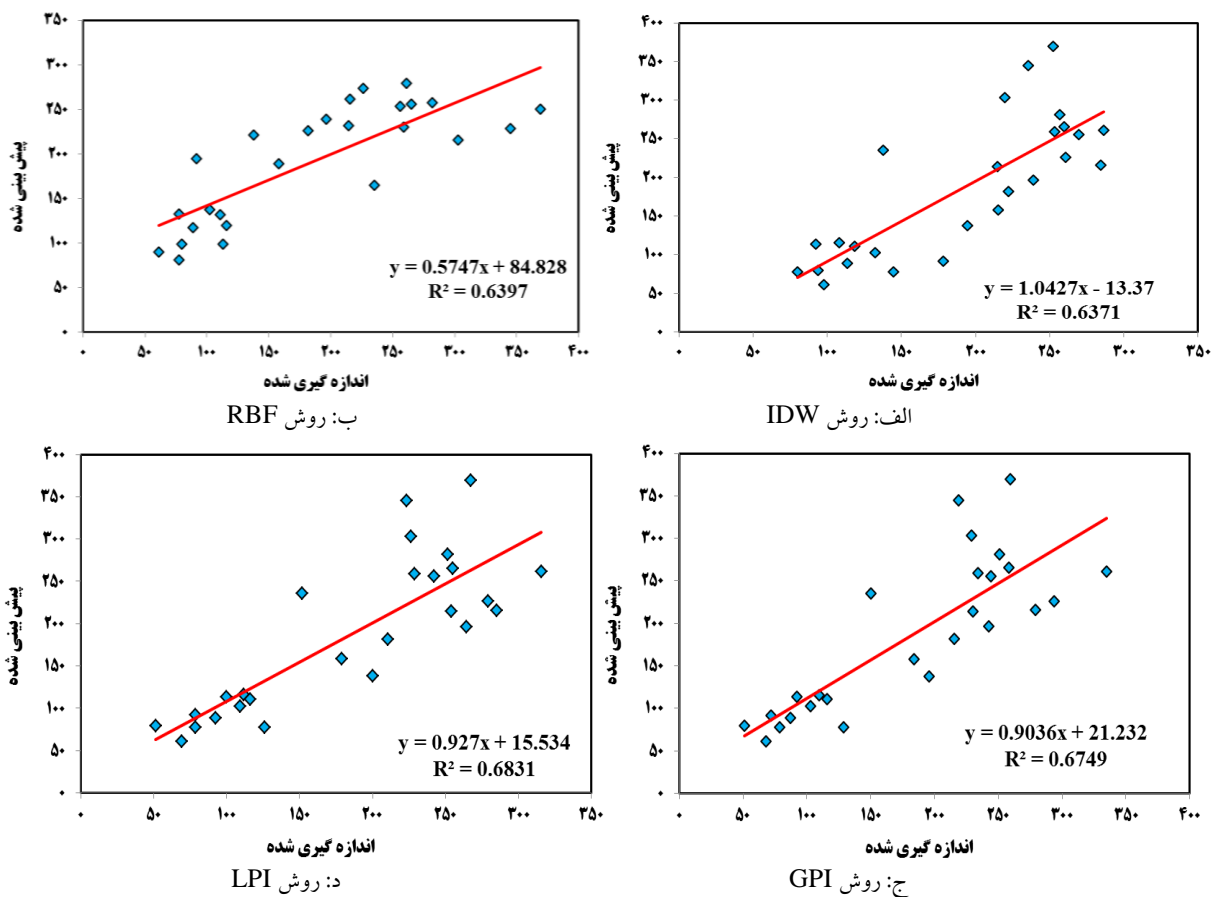 ۳۵۰
۳۰۰
۲۵۰
۲۰۰
۱۵۰
۱۰۰
۵۰
۰
پیش بینی شده
y = 0.5747x + 84.828
R² = 0.6397
۰ ۵۰ ۱۰۰ ۱۵۰ ۲۰۰ ۲۵۰ ۳۰۰ ۳۵۰ ۴۰۰
اندازه گیری شده
ب: روش RBF
۴۰۰
۳۵۰
۳۰۰
۲۵۰
۲۰۰
۱۵۰
۱۰۰
۵۰
۰
پیش بینی شده
y = 1.0427x - 13.37
R² = 0.6371
۰ ۵۰ ۱۰۰ ۱۵۰ ۲۰۰ ۲۵۰ ۳۰۰ ۳۵۰
اندازه گیری شده
الف: روش IDW
۴۰۰
۳۵۰
۳۰۰
۲۵۰
۲۰۰
۱۵۰
۱۰۰
۵۰
۰
پیش بینی شده
y = 0.927x + 15.534
R² = 0.6831
۰ ۵۰ ۱۰۰ ۱۵۰ ۲۰۰ ۲۵۰ ۳۰۰ ۳۵۰
اندازه گیری شده
د: روش LPI
۴۰۰
۳۵۰
۳۰۰
۲۵۰
۲۰۰
۱۵۰
۱۰۰
۵۰
۰
پیش بینی شده
y = 0.9036x + 21.232
R² = 0.6749
۰ ۵۰ ۱۰۰ ۱۵۰ ۲۰۰ ۲۵۰ ۳۰۰ ۳۵۰ ۴۰۰
اندازه گیری شده
ج: روش GPI